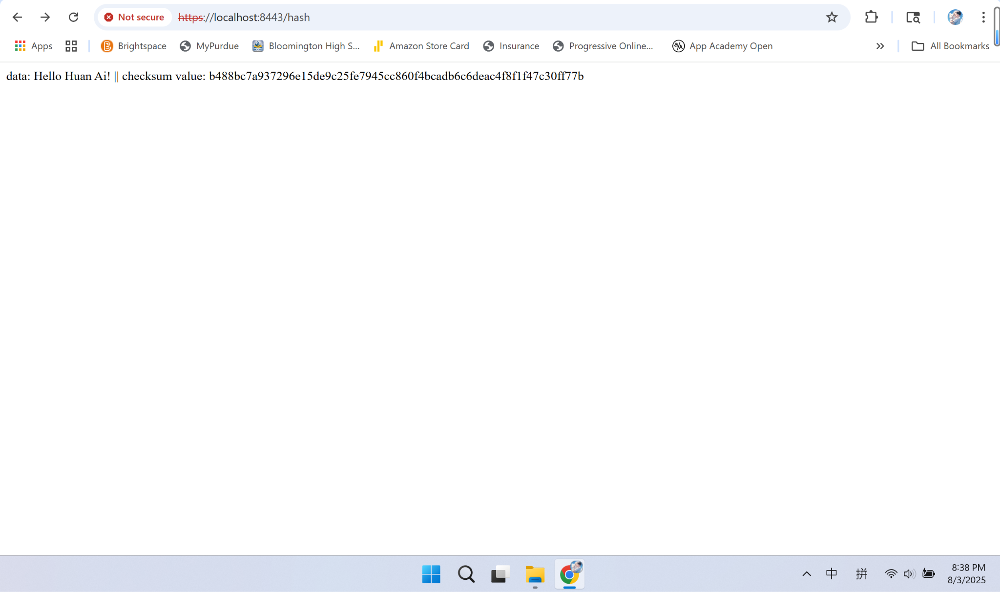 Not secure https://localhost:8443/hash
Apps Brightspace MyPurdue Bloomington High S... Amazon Store Card Insurance Progressive Online... App Academy Open All Bookmarks
data: Hello Huan Ai! || checksum value: b488bc7a937296e15de9c25fe7945cc860f4bcadb6c6deac4f8f1f47c30ff77b
中 拼 8:38 PM
8/3/2025